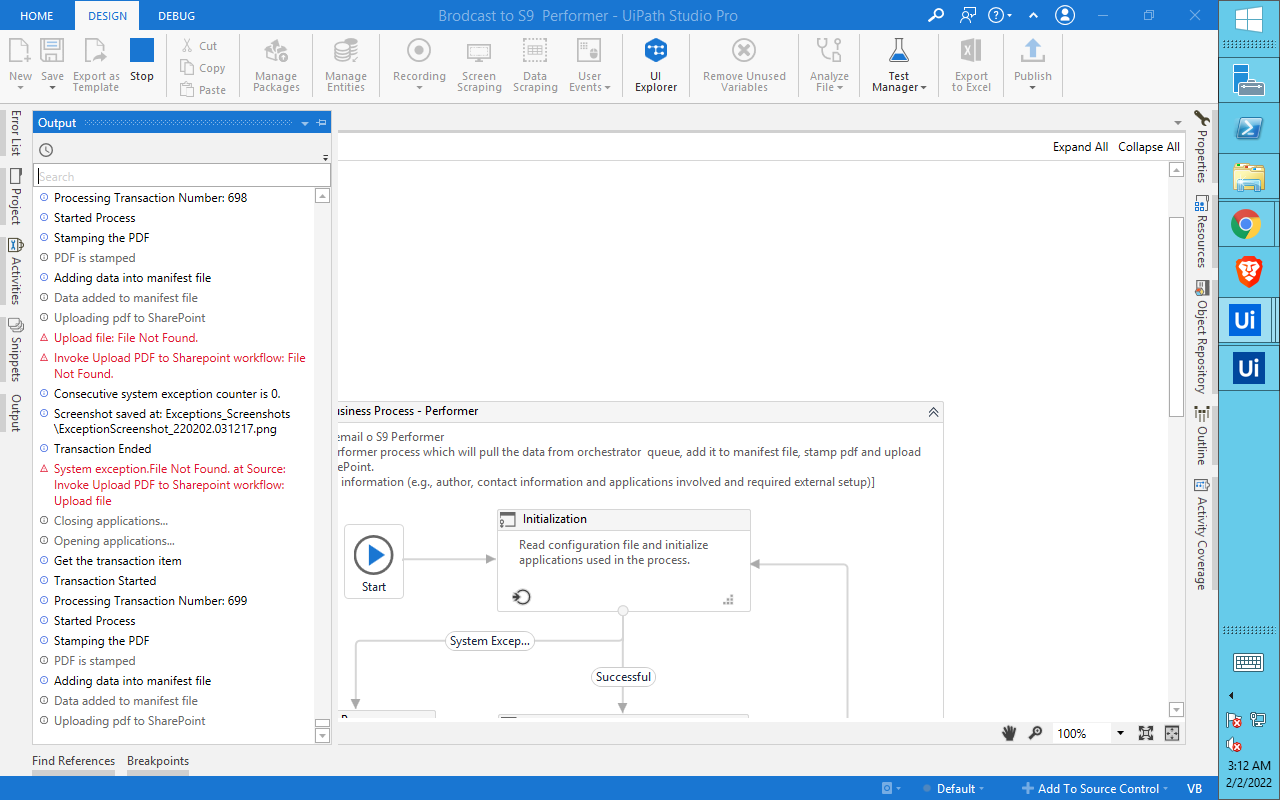 HOME
DESIGN
DEBUG
Brodcast to S9 Performer - UiPath Studio Pro
New
Save
Export as
Template
Stop
Cut
Copy
Paste
Manage
Packages
Manage
Entities
Recording
Screen
Scraping
Data
Scraping
User
Events
UI
Explorer
Remove Unused
Variables
Analyze
File
Test
Manager
Export
to Excel
Publish
Error List
Project
Activities
Snippets
Output
Output
Search
Processing Transaction Number: 698
Started Process
Stamping the PDF
PDF is stamped
Adding data into manifest file
Data added to manifest file
Uploading pdf to SharePoint
Upload file: File Not Found.
Invoke Upload PDF to Sharepoint workflow: File
Not Found.
Consecutive system exception counter is 0.
Screenshot saved at: Exceptions_Screenshots
\ExceptionScreenshot_220202.031217.png
Transaction Ended
System exception.File Not Found. at Source:
Invoke Upload PDF to Sharepoint workflow:
Upload file
Closing applications...
Opening applications...
Get the transaction item
Transaction Started
Processing Transaction Number: 699
Started Process
Stamping the PDF
PDF is stamped
Adding data into manifest file
Data added to manifest file
Uploading pdf to SharePoint
Find References
Breakpoints
Expand All
Collapse All
usiness Process - Performer
email o S9 Performer
rformer process which will pull the data from orchestrator queue, add it to manifest file, stamp pdf and upload
ePoint.
information (e.g., author, contact information and applications involved and required external setup)]
Start
Initialization
Read configuration file and initialize
applications used in the process.
System Excep...
Successful
100%
Properties
Resources
Object Repository
Outline
Activity Coverage
Default
Add To Source Control
VB
Ui
Ui
3:12 AM
2/2/2022